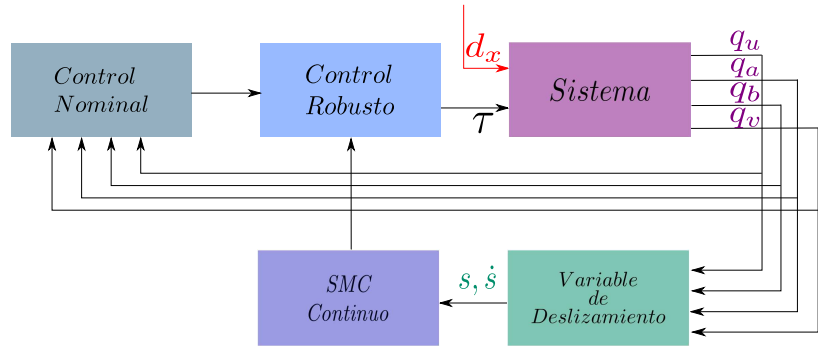 Control
Nominal
Control
Robusto
d_x
τ
Sistema
q_u
q_a
q_b
q_v
SMC
Continuo
s, ṡ
Variable
de
Deslizamiento